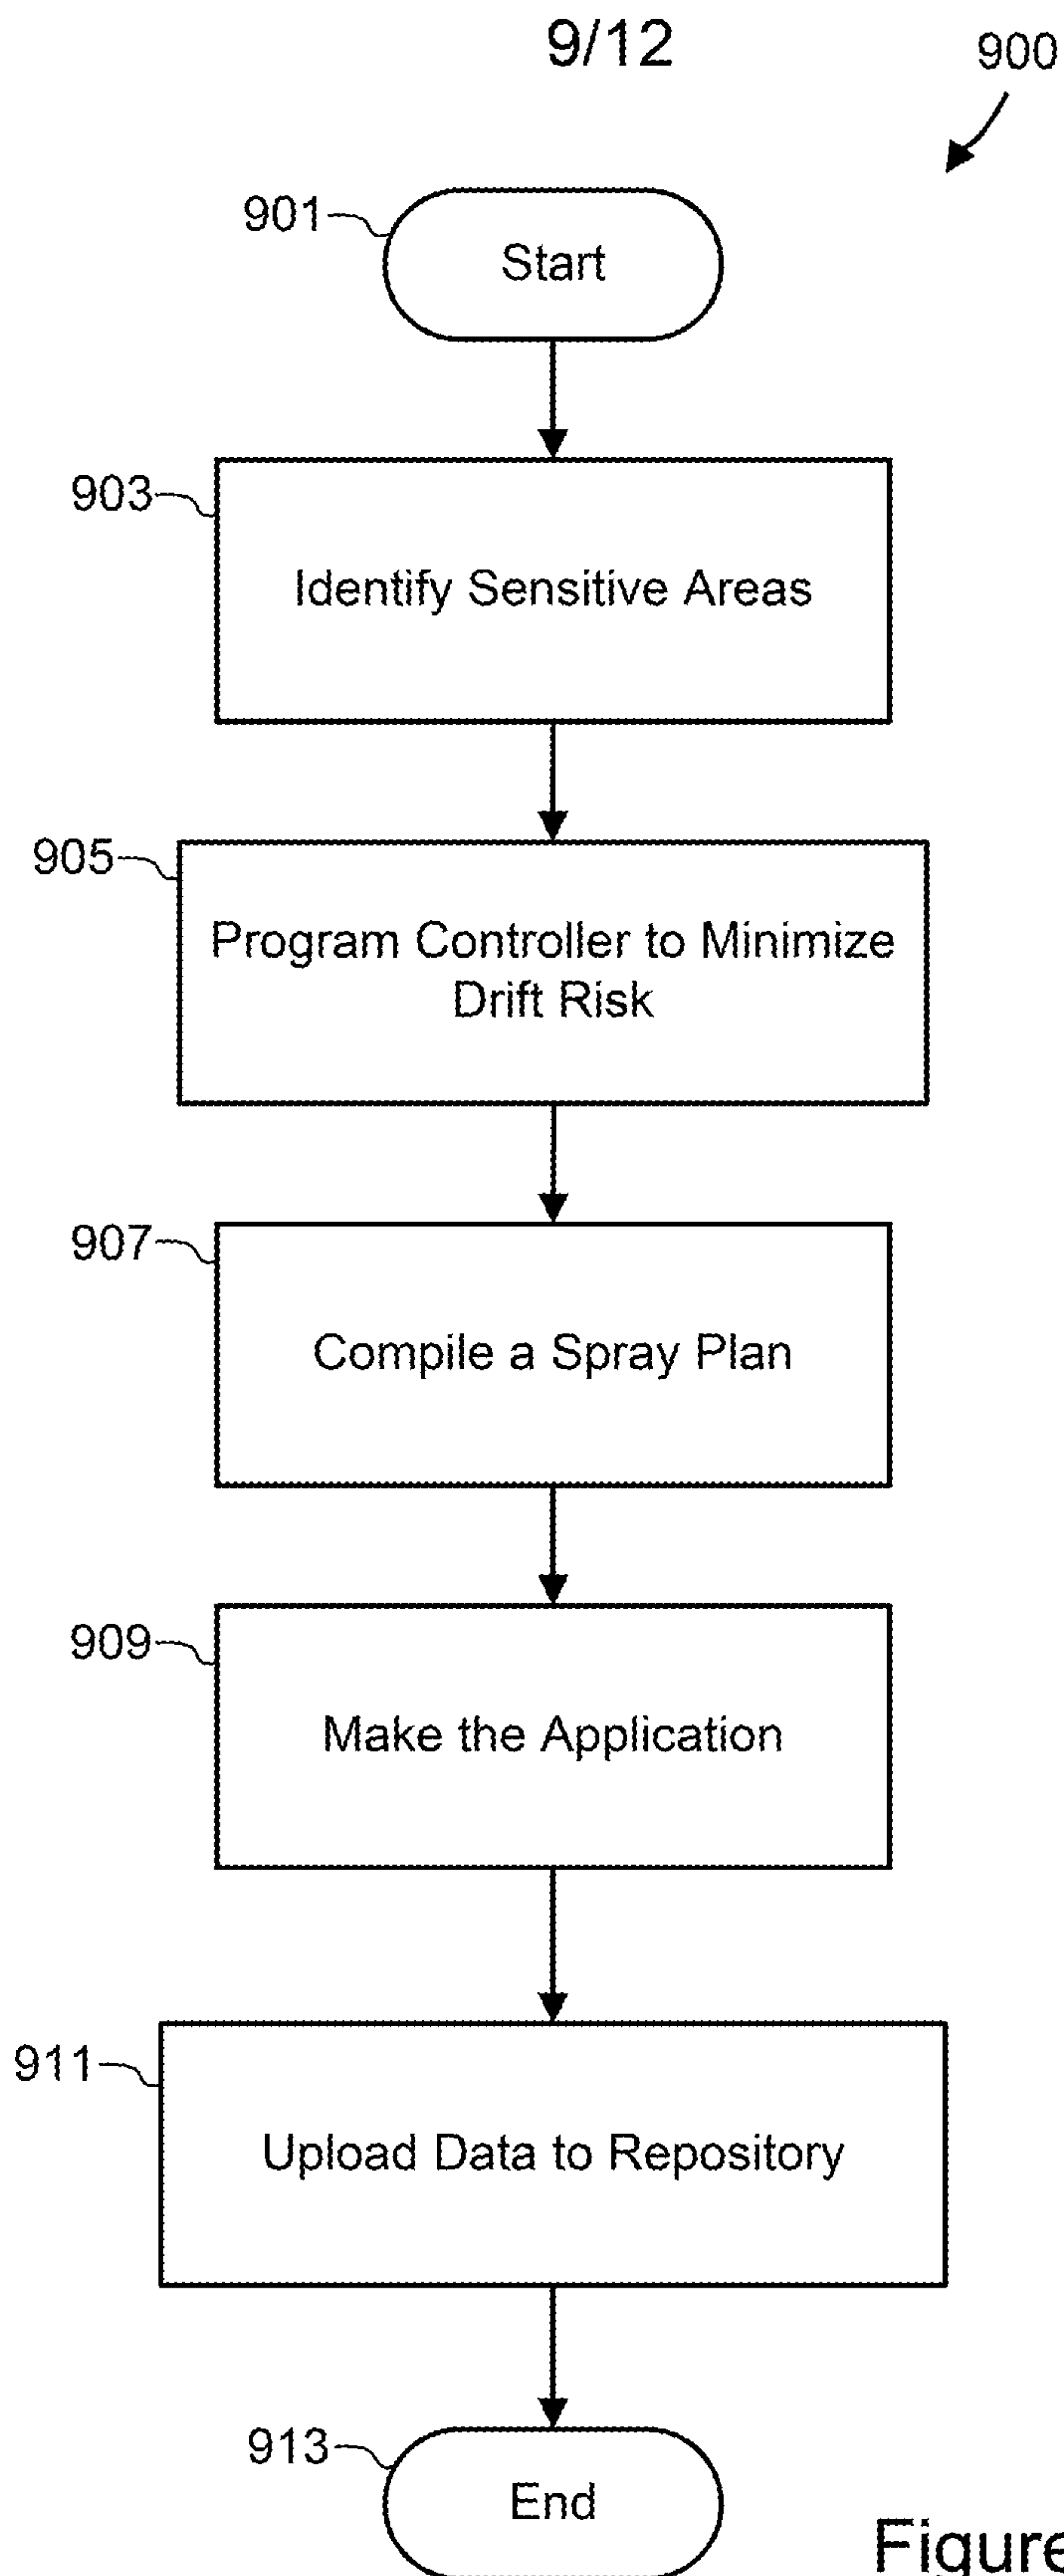 9/12
900
901
Start
903
Identify Sensitive Areas
905
Program Controller to Minimize
Drift Risk
907
Compile a Spray Plan
909
Make the Application
911
Upload Data to Repository
913
End
Figure